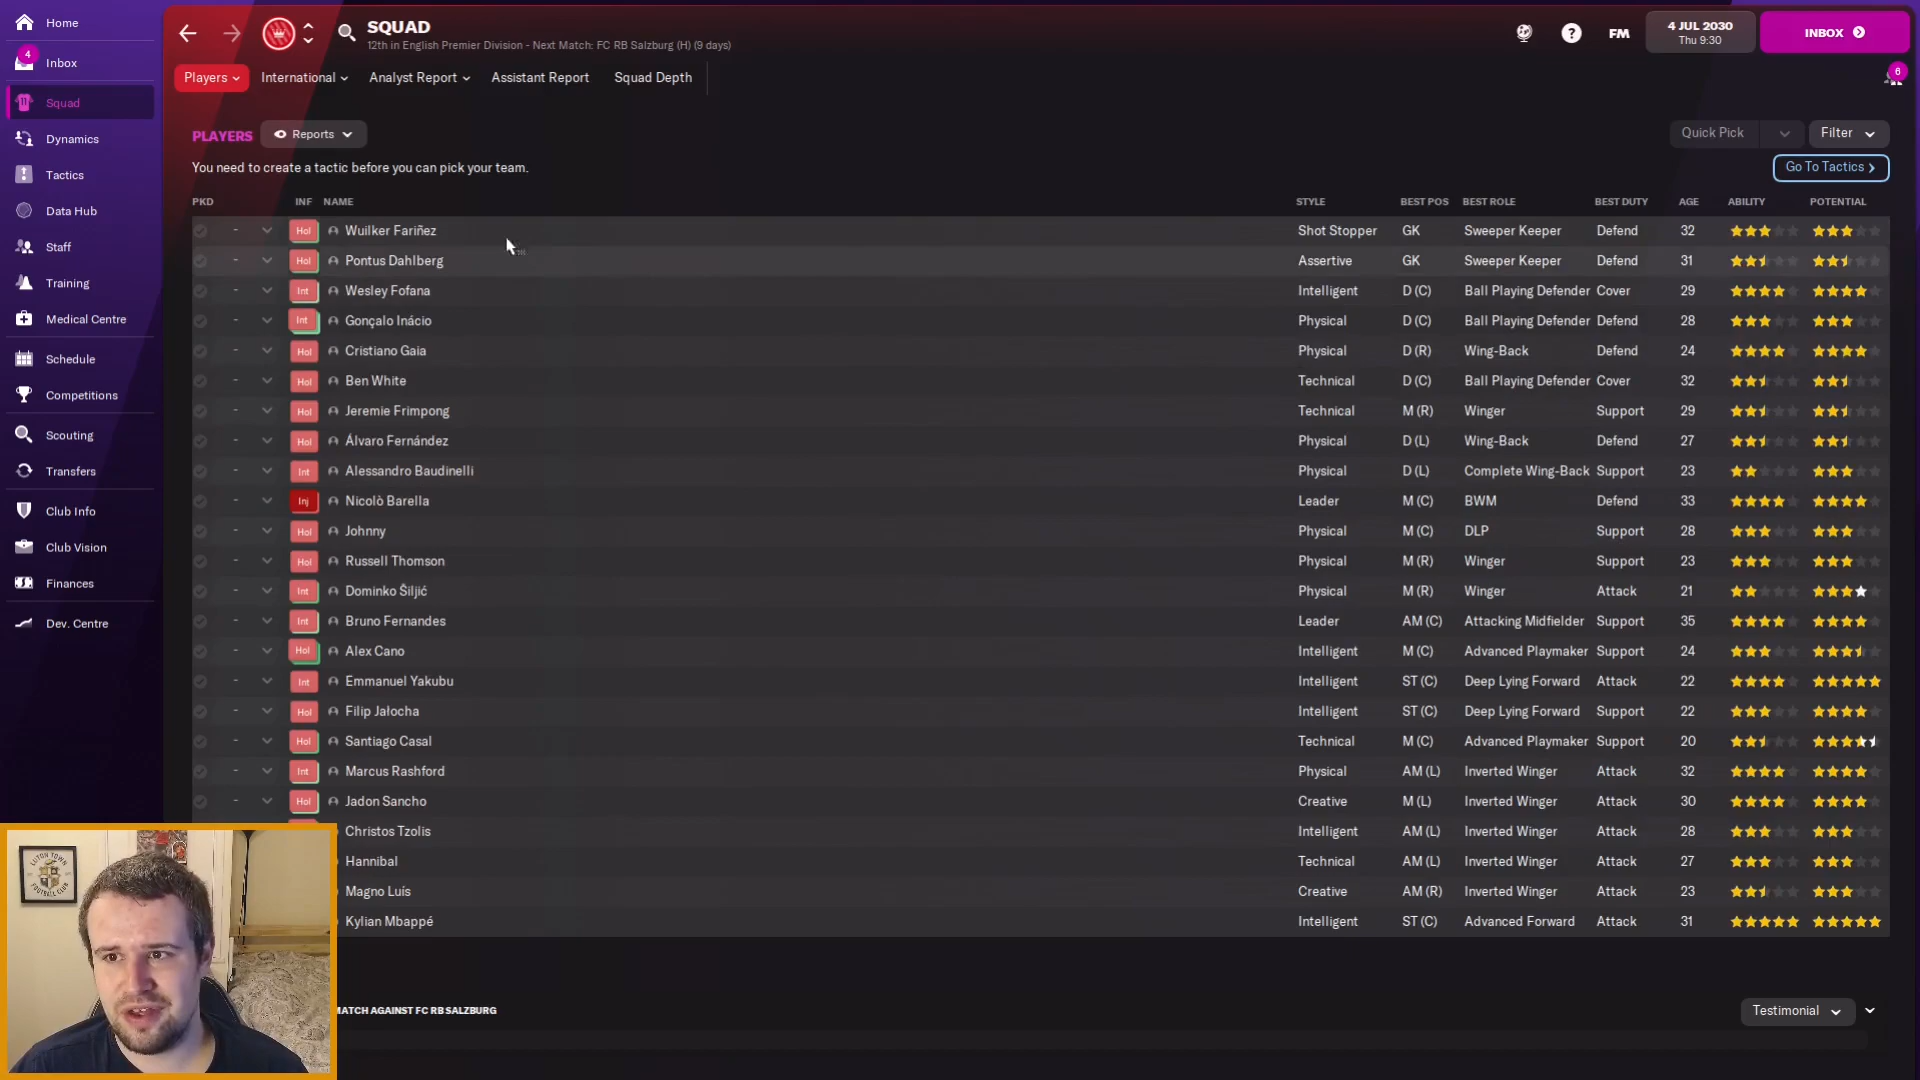 Home
4
Inbox
Squad
Dynamics
Tactics
Data Hub
Staff
Training
Medical Centre
Schedule
Competitions
Scouting
Transfers
Club Info
Club Vision
Finances
Dev. Centre
SQUAD
12th in English Premier Division - Next Match: FC RB Salzburg (H) (9 days)
? FM 4 JUL 2030 Thu 9:30 INBOX
Players International Analyst Report Assistant Report Squad Depth 6
PLAYERS Reports Quick Pick Filter
You need to create a tactic before you can pick your team. Go To Tactics
PKD INF NAME STYLE BEST POS BEST ROLE BEST DUTY AGE ABILITY POTENTIAL
- Hol Wuilker Fariñez Shot Stopper GK Sweeper Keeper Defend 32
- Hol Pontus Dahlberg Assertive GK Sweeper Keeper Defend 31
- Int Wesley Fofana Intelligent D (C) Ball Playing Defender Cover 29
- Int Gonçalo Inácio Physical D (C) Ball Playing Defender Defend 28
- Hol Cristiano Gaia Physical D (R) Wing-Back Defend 24
- Hol Ben White Technical D (C) Ball Playing Defender Cover 32
- Hol Jeremie Frimpong Technical M (R) Winger Support 29
- Hol Álvaro Fernández Physical D (L) Wing-Back Defend 27
- Int Alessandro Baudinelli Physical D (L) Complete Wing-Back Support 23
- Inj Nicolò Barella Leader M (C) BWM Defend 33
- Hol Johnny Physical M (C) DLP Support 28
- Hol Russell Thomson Physical M (R) Winger Support 23
- Int Dominko Šiljić Physical M (R) Winger Attack 21
- Int Bruno Fernandes Leader AM (C) Attacking Midfielder Support 35
- Hol Alex Cano Intelligent M (C) Advanced Playmaker Support 24
- Int Emmanuel Yakubu Intelligent ST (C) Deep Lying Forward Attack 22
- Hol Filip Jałocha Intelligent ST (C) Deep Lying Forward Support 22
- Hol Santiago Casal Technical M (C) Advanced Playmaker Support 20
- Int Marcus Rashford Physical AM (L) Inverted Winger Attack 32
- Hol Jadon Sancho Creative M (L) Inverted Winger Attack 30
Christos Tzolis Intelligent AM (L) Inverted Winger Attack 28
Hannibal Technical AM (L) Inverted Winger Attack 27
Magno Luís Creative AM (R) Inverted Winger Attack 23
Kylian Mbappé Intelligent ST (C) Advanced Forward Attack 31
MATCH AGAINST FC RB SALZBURG Testimonial
LUTON TOWN
FOOTBALL CLUB